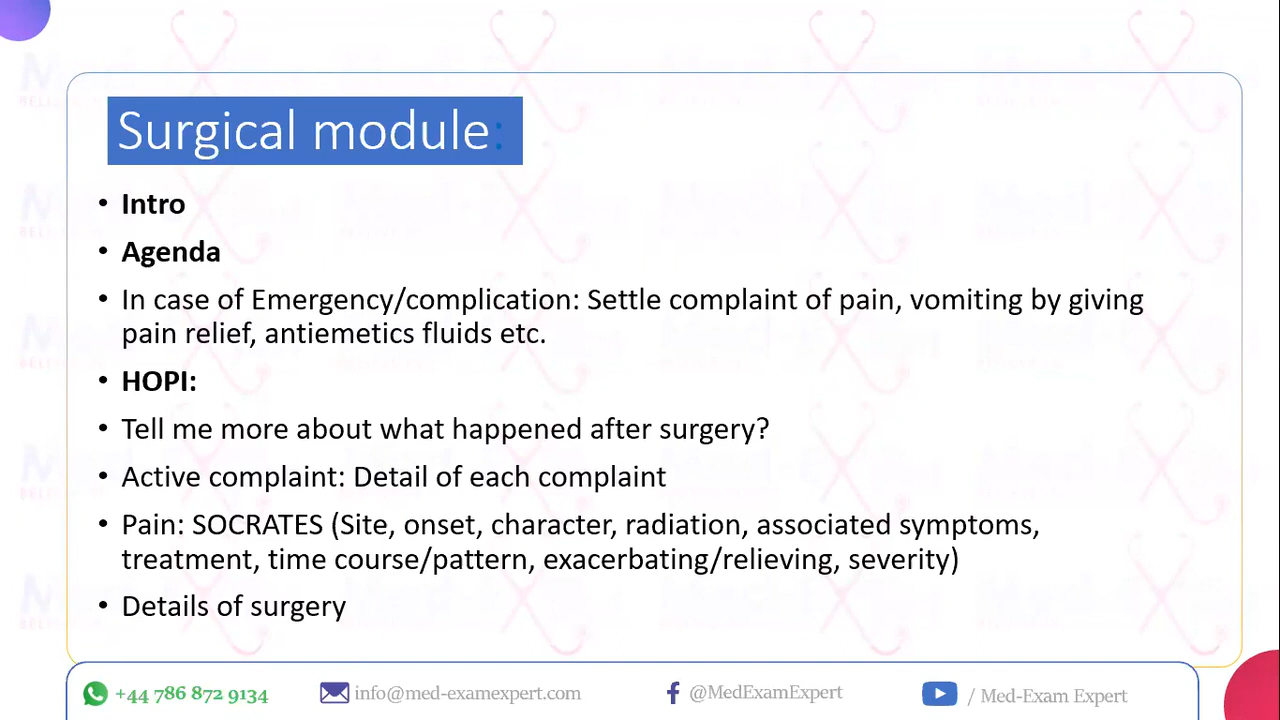 Surgical module:
• Intro
• Agenda
• In case of Emergency/complication: Settle complaint of pain, vomiting by giving
pain relief, antiemetics fluids etc.
• HOPI:
• Tell me more about what happened after surgery?
• Active complaint: Detail of each complaint
• Pain: SOCRATES (Site, onset, character, radiation, associated symptoms,
treatment, time course/pattern, exacerbating/relieving, severity)
• Details of surgery
+44 786 872 9134
info@med-examexpert.com
@MedExamExpert
/ Med-Exam Expert